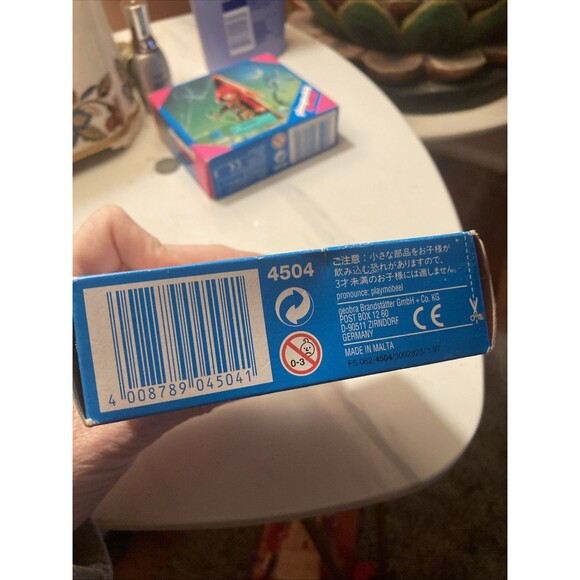 playmobil
4504
4 008789 045041
0-3
ご注意：小さな部品をお子様が
飲み込む恐れがありますので、
3才未満のお子様には適しません。
pronounce: playmobeel
geobra Brandstätter GmbH + Co. KG
POST BOX 12 60
D-90511 ZIRNDORF
GERMANY
CE
MADE IN MALTA